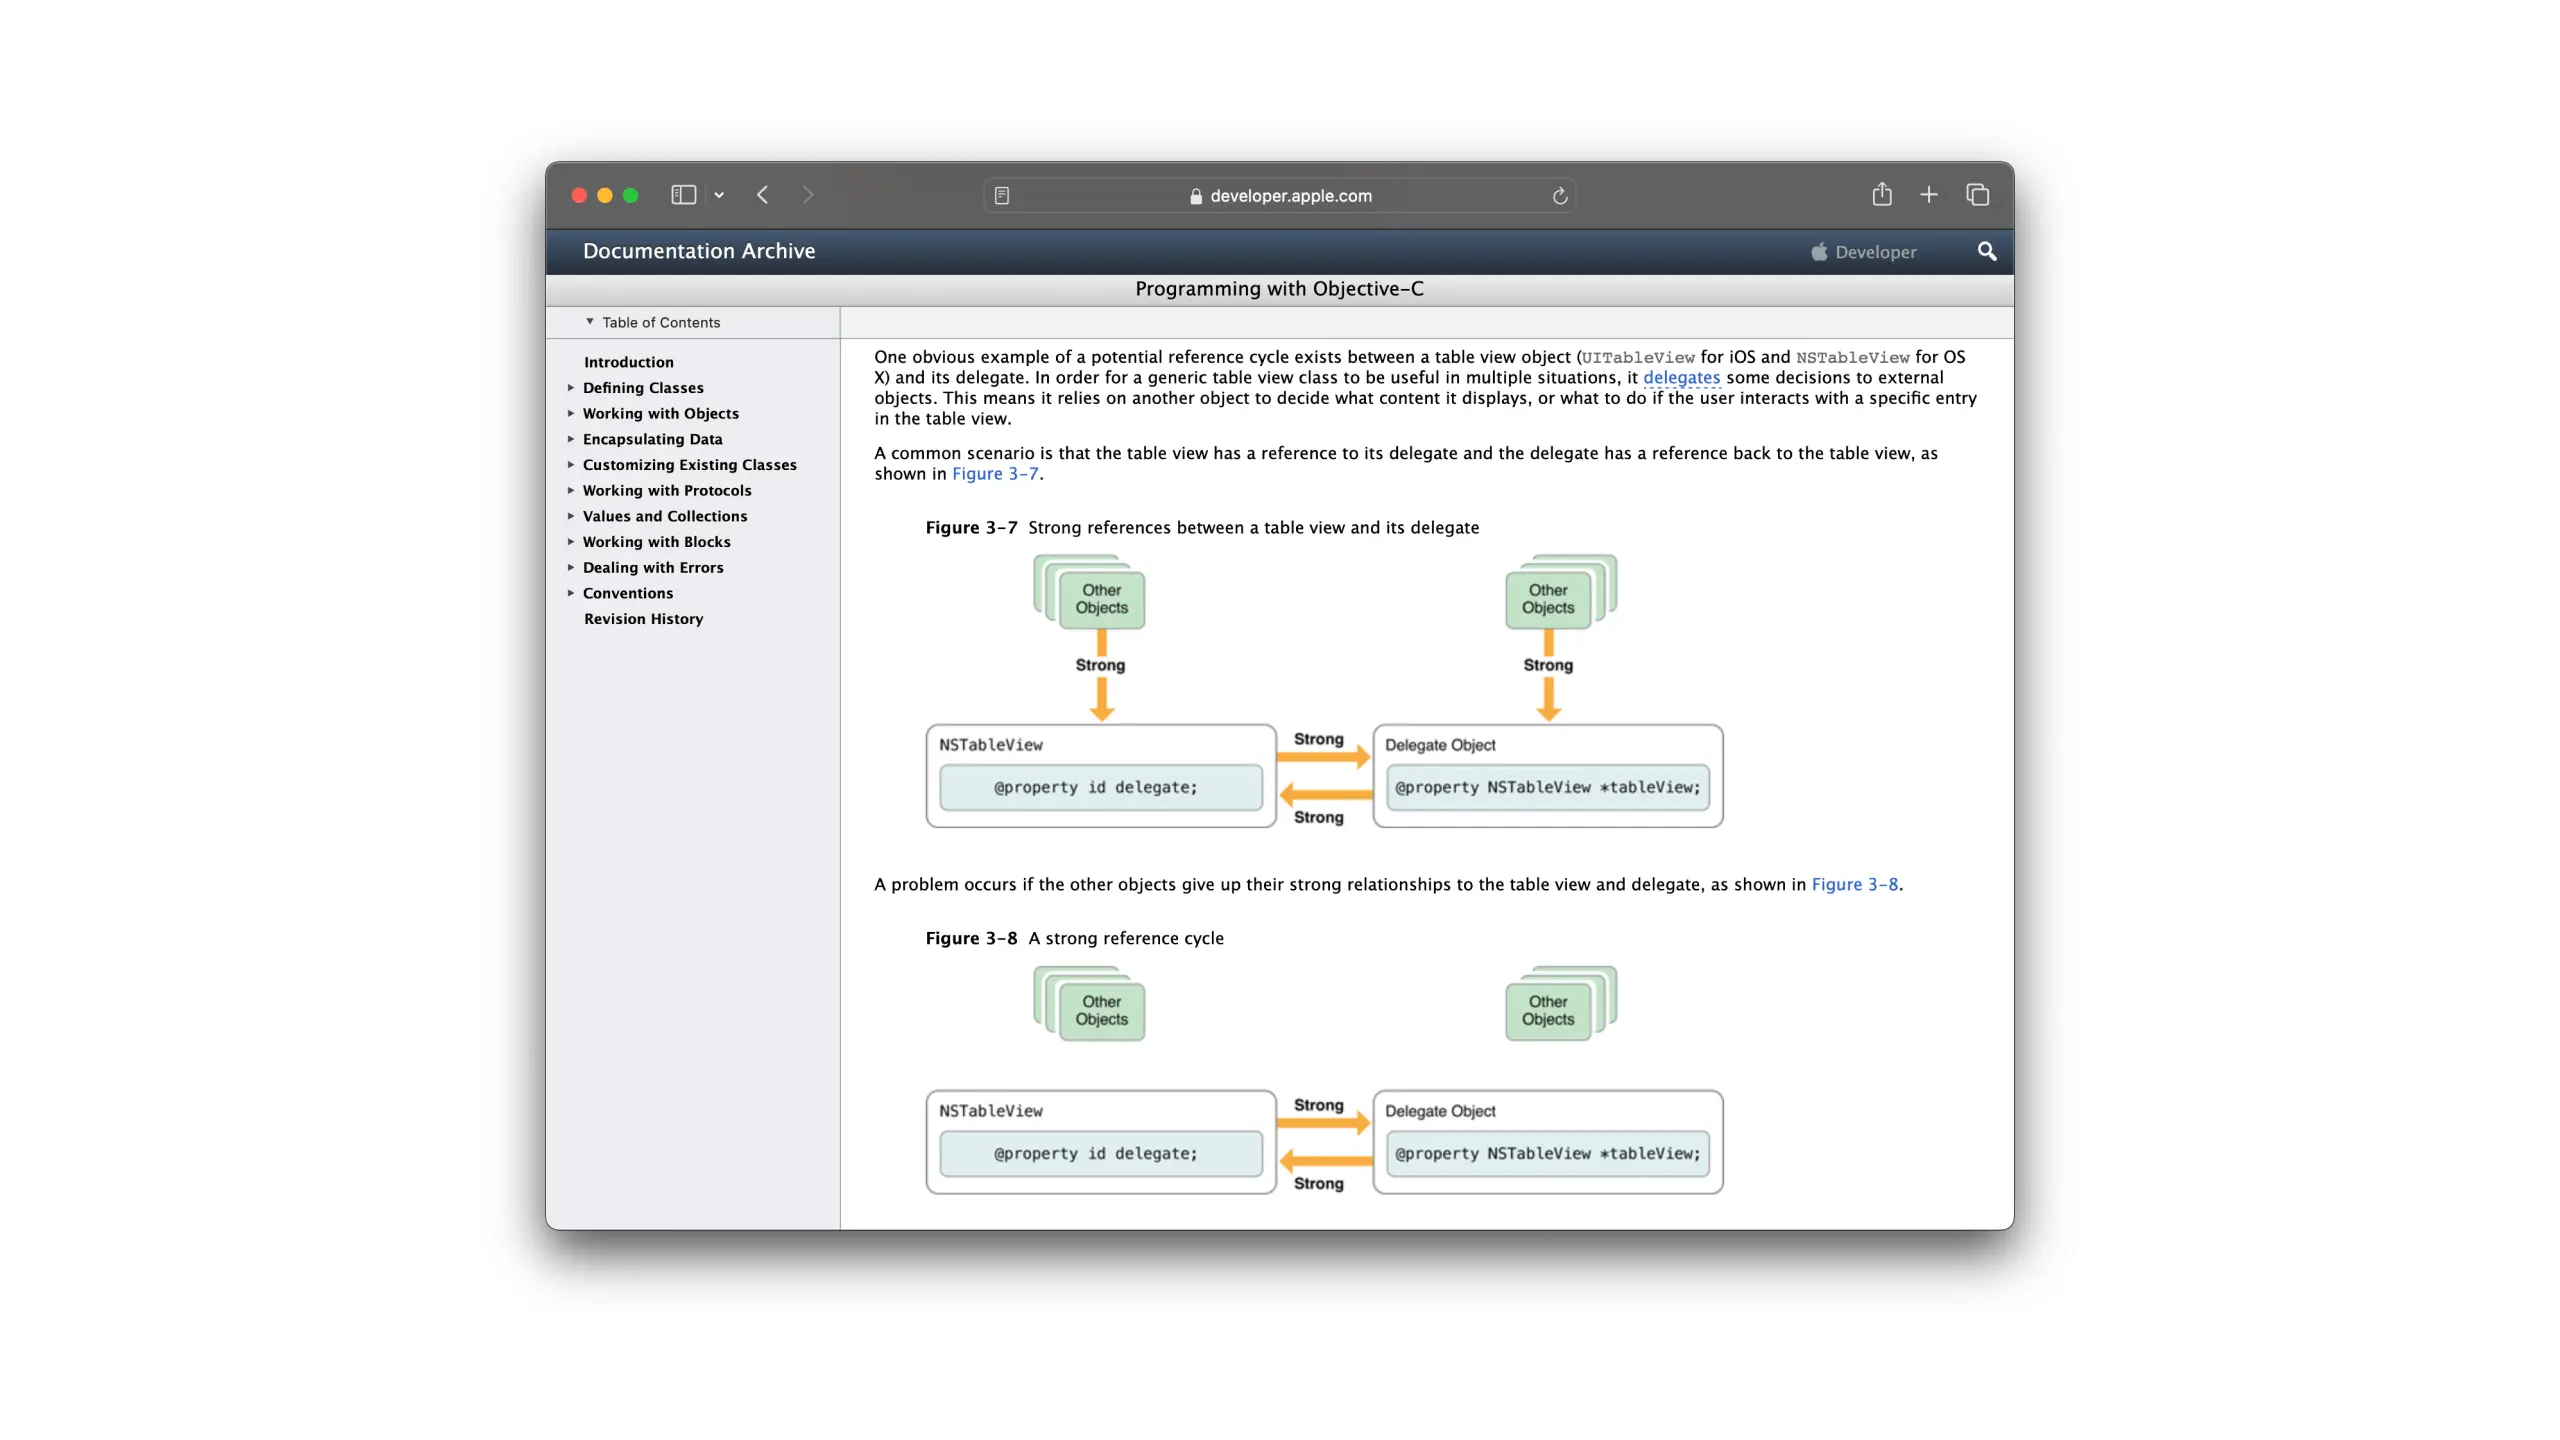 developer.apple.com
Documentation Archive
Developer
Programming with Objective-C
Table of Contents
Introduction
Defining Classes
Working with Objects
Encapsulating Data
Customizing Existing Classes
Working with Protocols
Values and Collections
Working with Blocks
Dealing with Errors
Conventions
Revision History
One obvious example of a potential reference cycle exists between a table view object (UITableView for iOS and NSTableView for OS
X) and its delegate. In order for a generic table view class to be useful in multiple situations, it delegates some decisions to external
objects. This means it relies on another object to decide what content it displays, or what to do if the user interacts with a specific entry
in the table view.
A common scenario is that the table view has a reference to its delegate and the delegate has a reference back to the table view, as
shown in Figure 3-7.
Figure 3-7 Strong references between a table view and its delegate
Other
Objects
Other
Objects
Strong
Strong
NSTableView
@property id delegate;
Strong
Strong
Delegate Object
@property NSTableView *tableView;
A problem occurs if the other objects give up their strong relationships to the table view and delegate, as shown in Figure 3-8.
Figure 3-8 A strong reference cycle
Other
Objects
Other
Objects
NSTableView
@property id delegate;
Strong
Strong
Delegate Object
@property NSTableView *tableView;